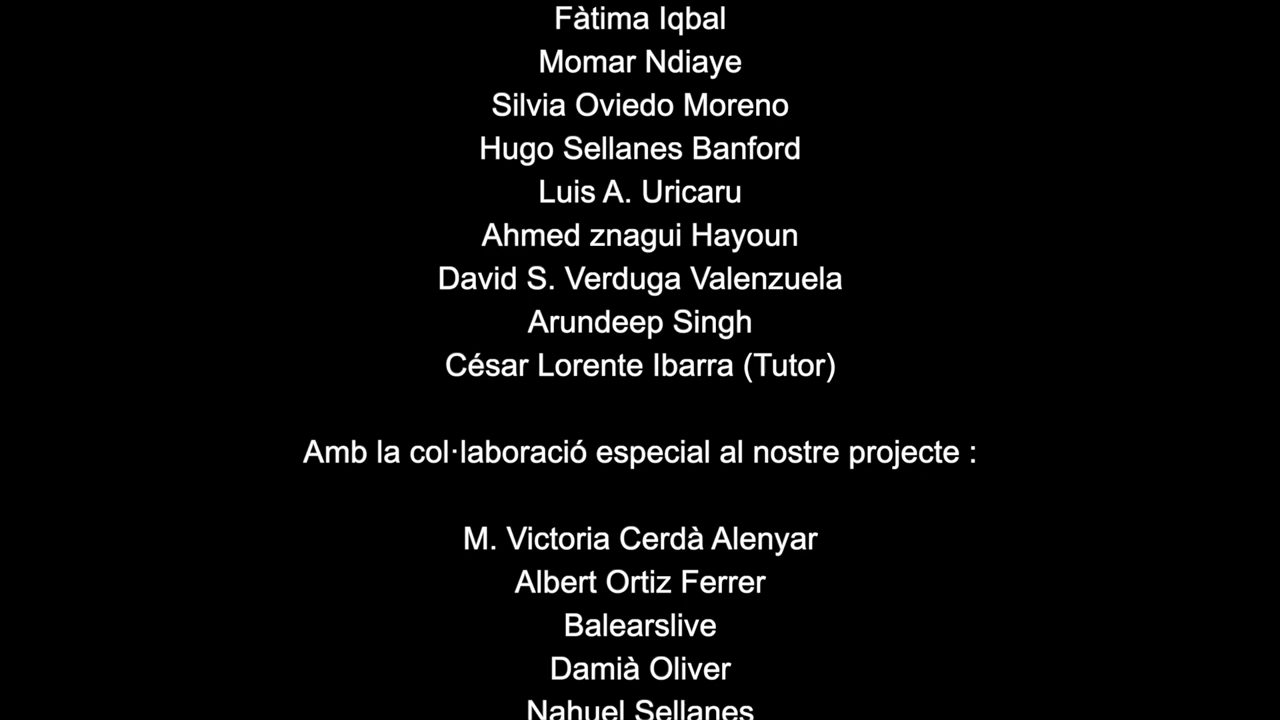 Fàtima Iqbal
Momar Ndiaye
Silvia Oviedo Moreno
Hugo Sellanes Banford
Luis A. Uricaru
Ahmed znagui Hayoun
David S. Verduga Valenzuela
Arundeep Singh
César Lorente Ibarra (Tutor)
Amb la col·laboració especial al nostre projecte :
M. Victoria Cerdà Alenyar
Albert Ortiz Ferrer
Balearslive
Damià Oliver
Nahuel Sellanes